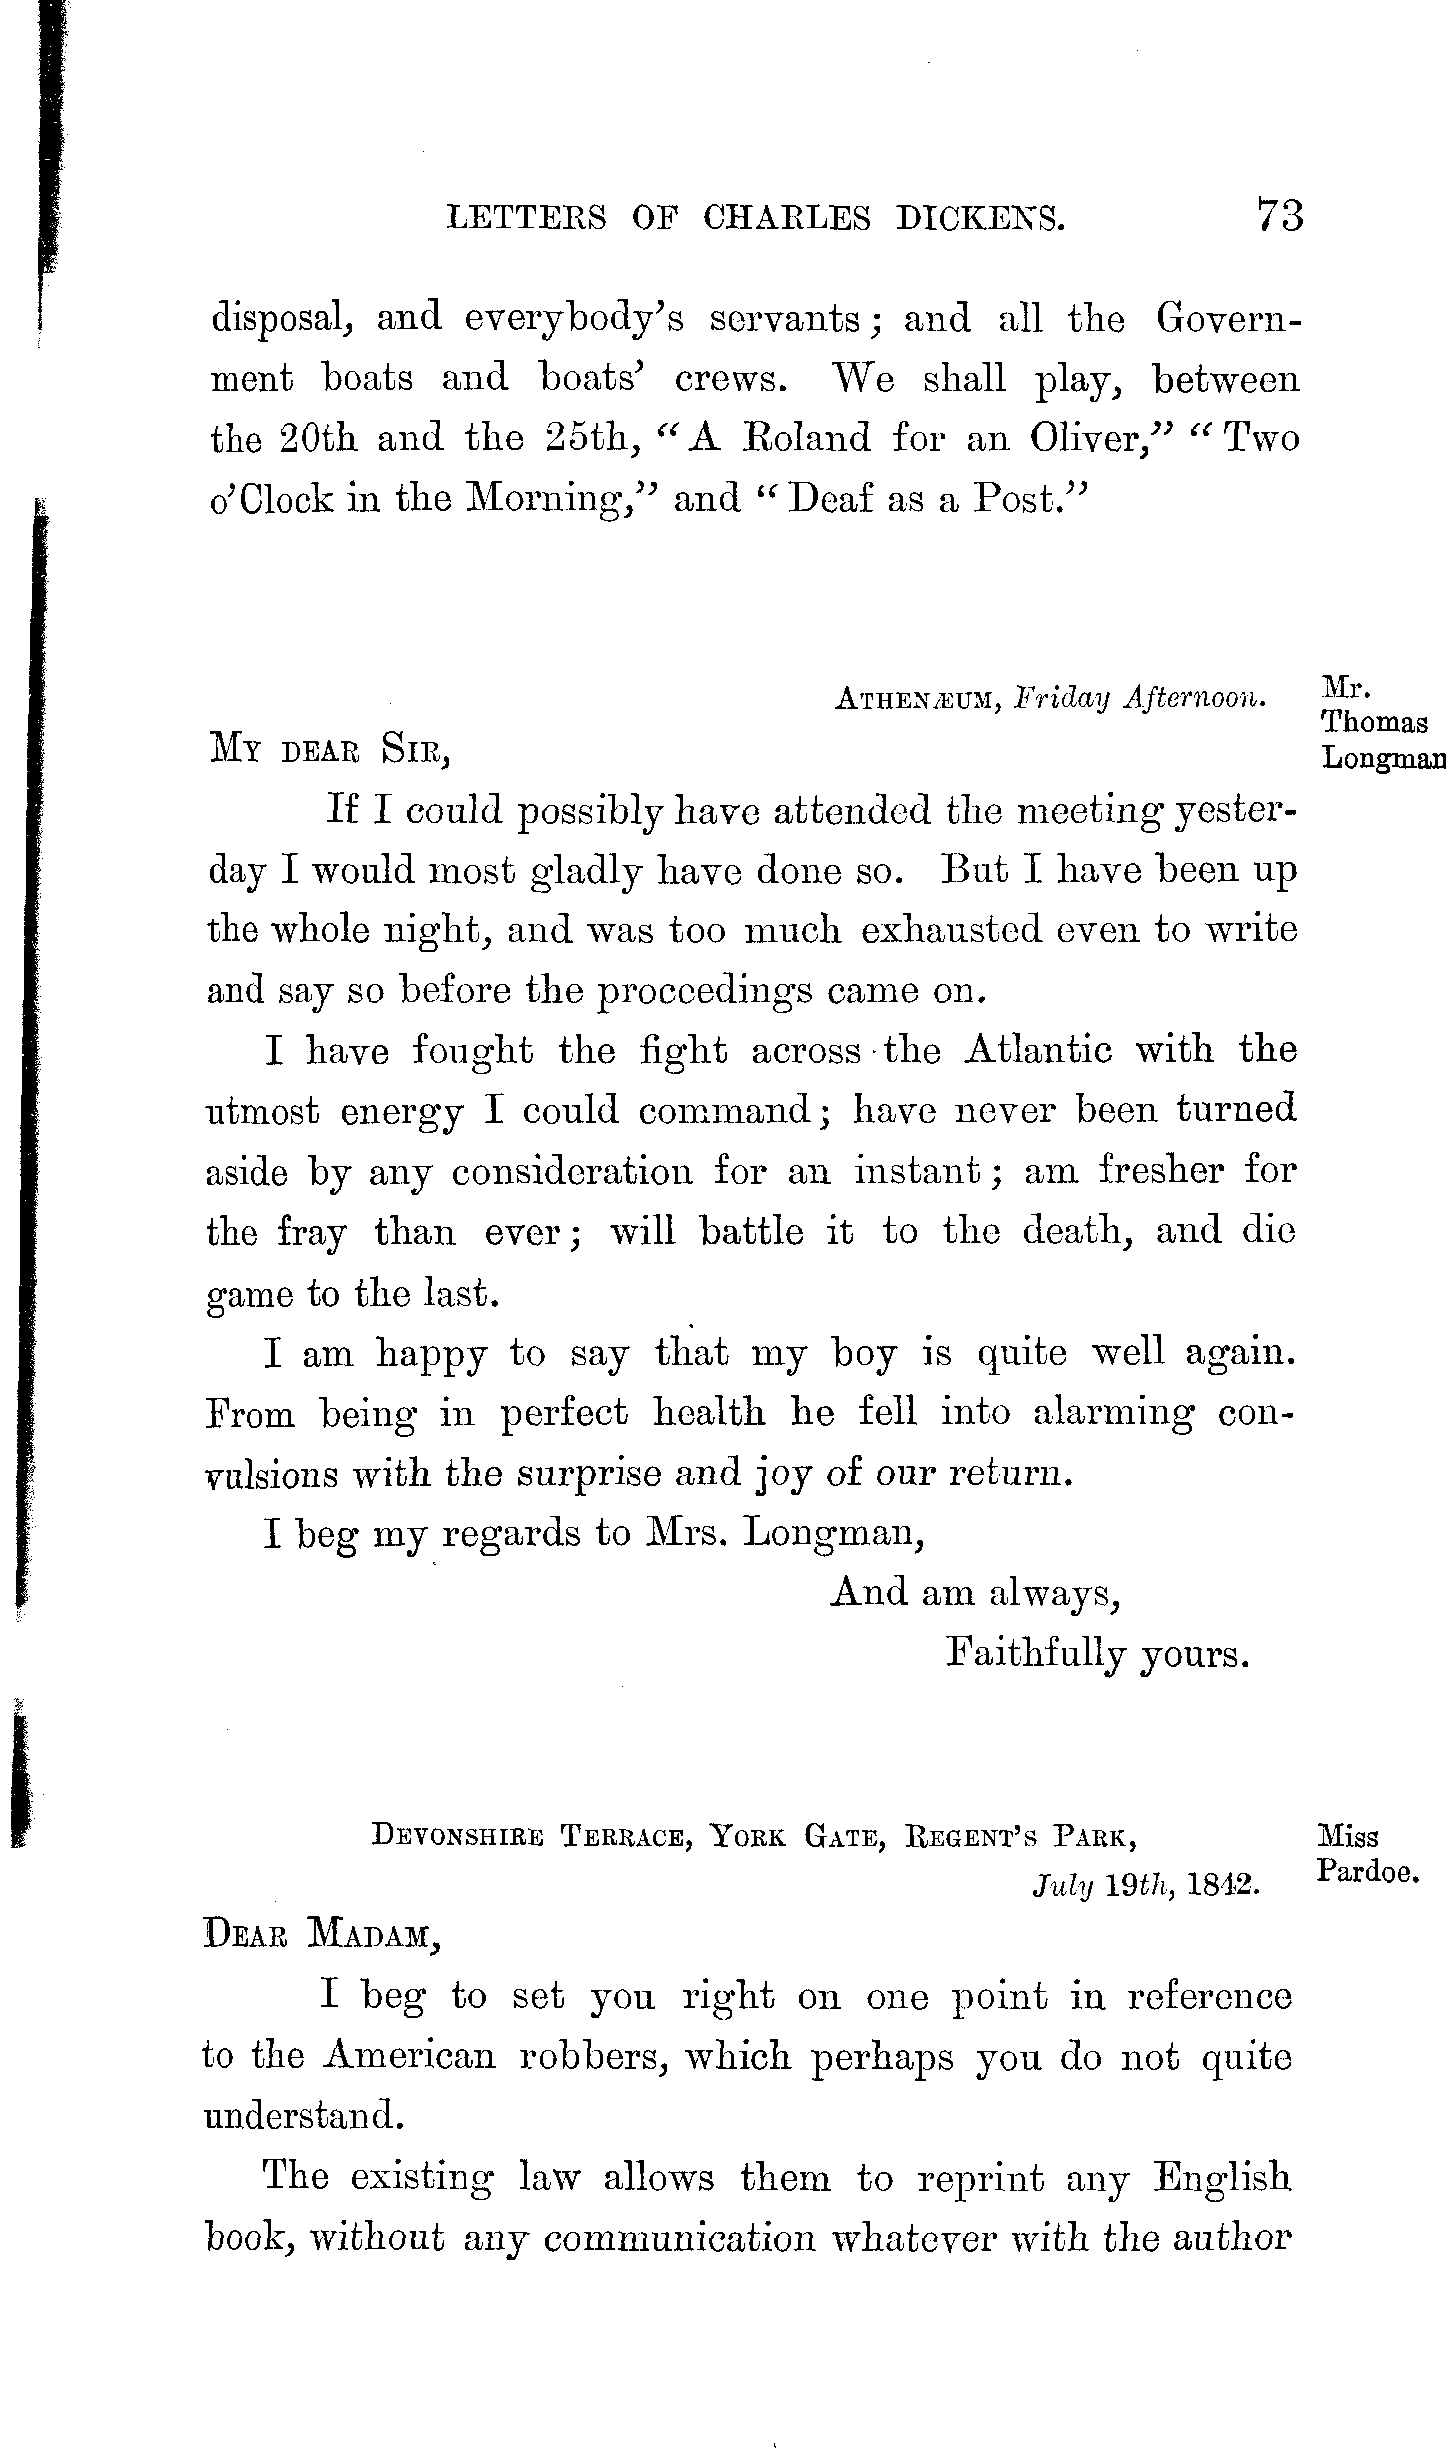 LETTERS OF CHARLES DICKENS. 73
disposal, and everybody's servants; and all the Govern-
ment boats and boats' crews. We shall play, between
the 20th and the 25th, "A Roland for an Oliver," "Two
o'Clock in the Morning," and "Deaf as a Post."
ATHENÆUM, Friday Afternoon.
Mr.
Thomas
Longman
MY DEAR SIR,
If I could possibly have attended the meeting yester-
day I would most gladly have done so. But I have been up
the whole night, and was too much exhausted even to write
and say so before the proceedings came on.
I have fought the fight across the Atlantic with the
utmost energy I could command; have never been turned
aside by any consideration for an instant; am fresher for
the fray than ever; will battle it to the death, and die
game to the last.
I am happy to say that my boy is quite well again.
From being in perfect health he fell into alarming con-
vulsions with the surprise and joy of our return.
I beg my regards to Mrs. Longman,
And am always,
Faithfully yours.
DEVONSHIRE TERRACE, YORK GATE, REGENT'S PARK,
July 19th, 1842.
Miss
Pardoe.
DEAR MADAM,
I beg to set you right on one point in reference
to the American robbers, which perhaps you do not quite
understand.
The existing law allows them to reprint any English
book, without any communication whatever with the author